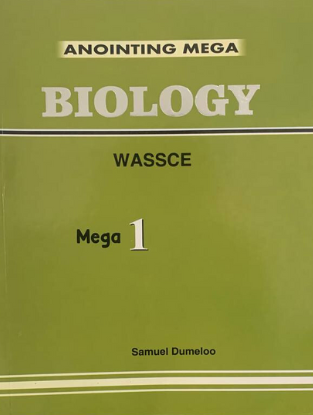 ANOINTING MEGA
BIOLOGY
WASSCE
Mega 1
Samuel Dumeloo